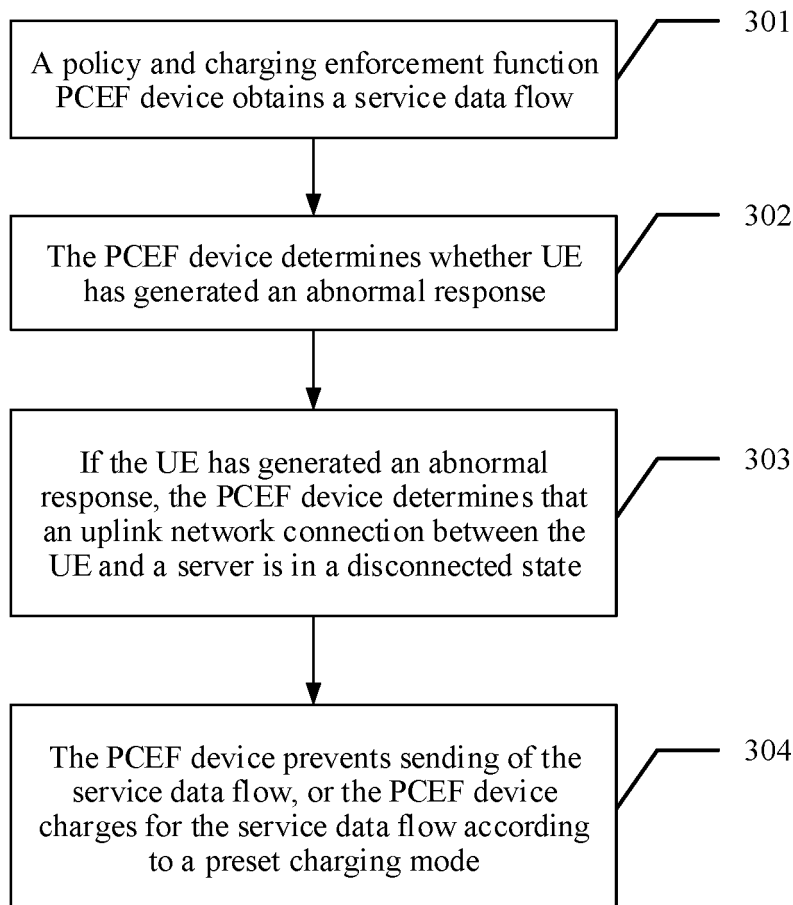 301
A policy and charging enforcement function
PCEF device obtains a service data flow
302
The PCEF device determines whether UE
has generated an abnormal response
303
If the UE has generated an abnormal
response, the PCEF device determines that
an uplink network connection between the
UE and a server is in a disconnected state
304
The PCEF device prevents sending of the
service data flow, or the PCEF device
charges for the service data flow according
to a preset charging mode